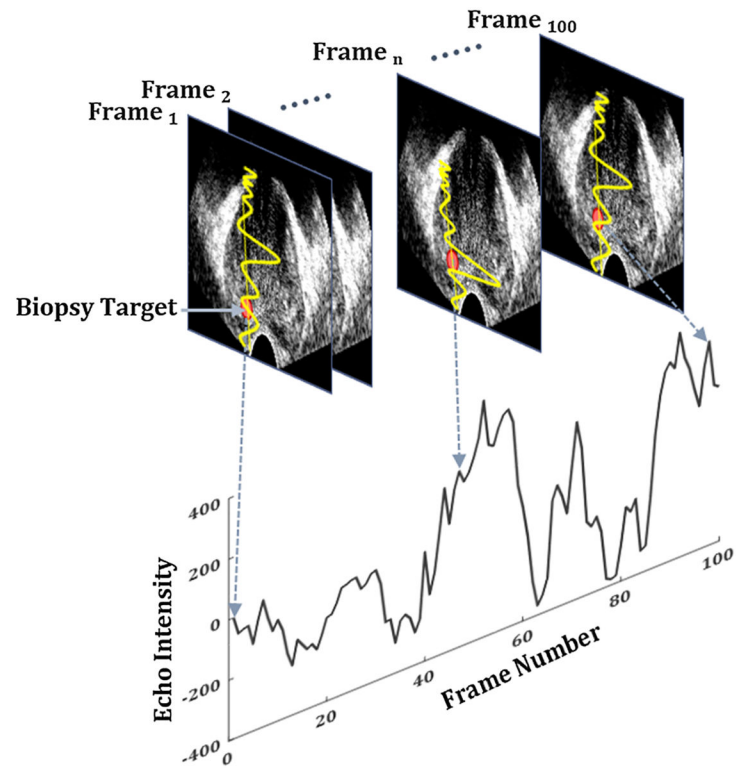 Frame 100
Frame n
Frame 2
Frame 1
Biopsy Target
400
200
0
-200
-400
Echo Intensity
0
20
40
60
80
100
Frame Number